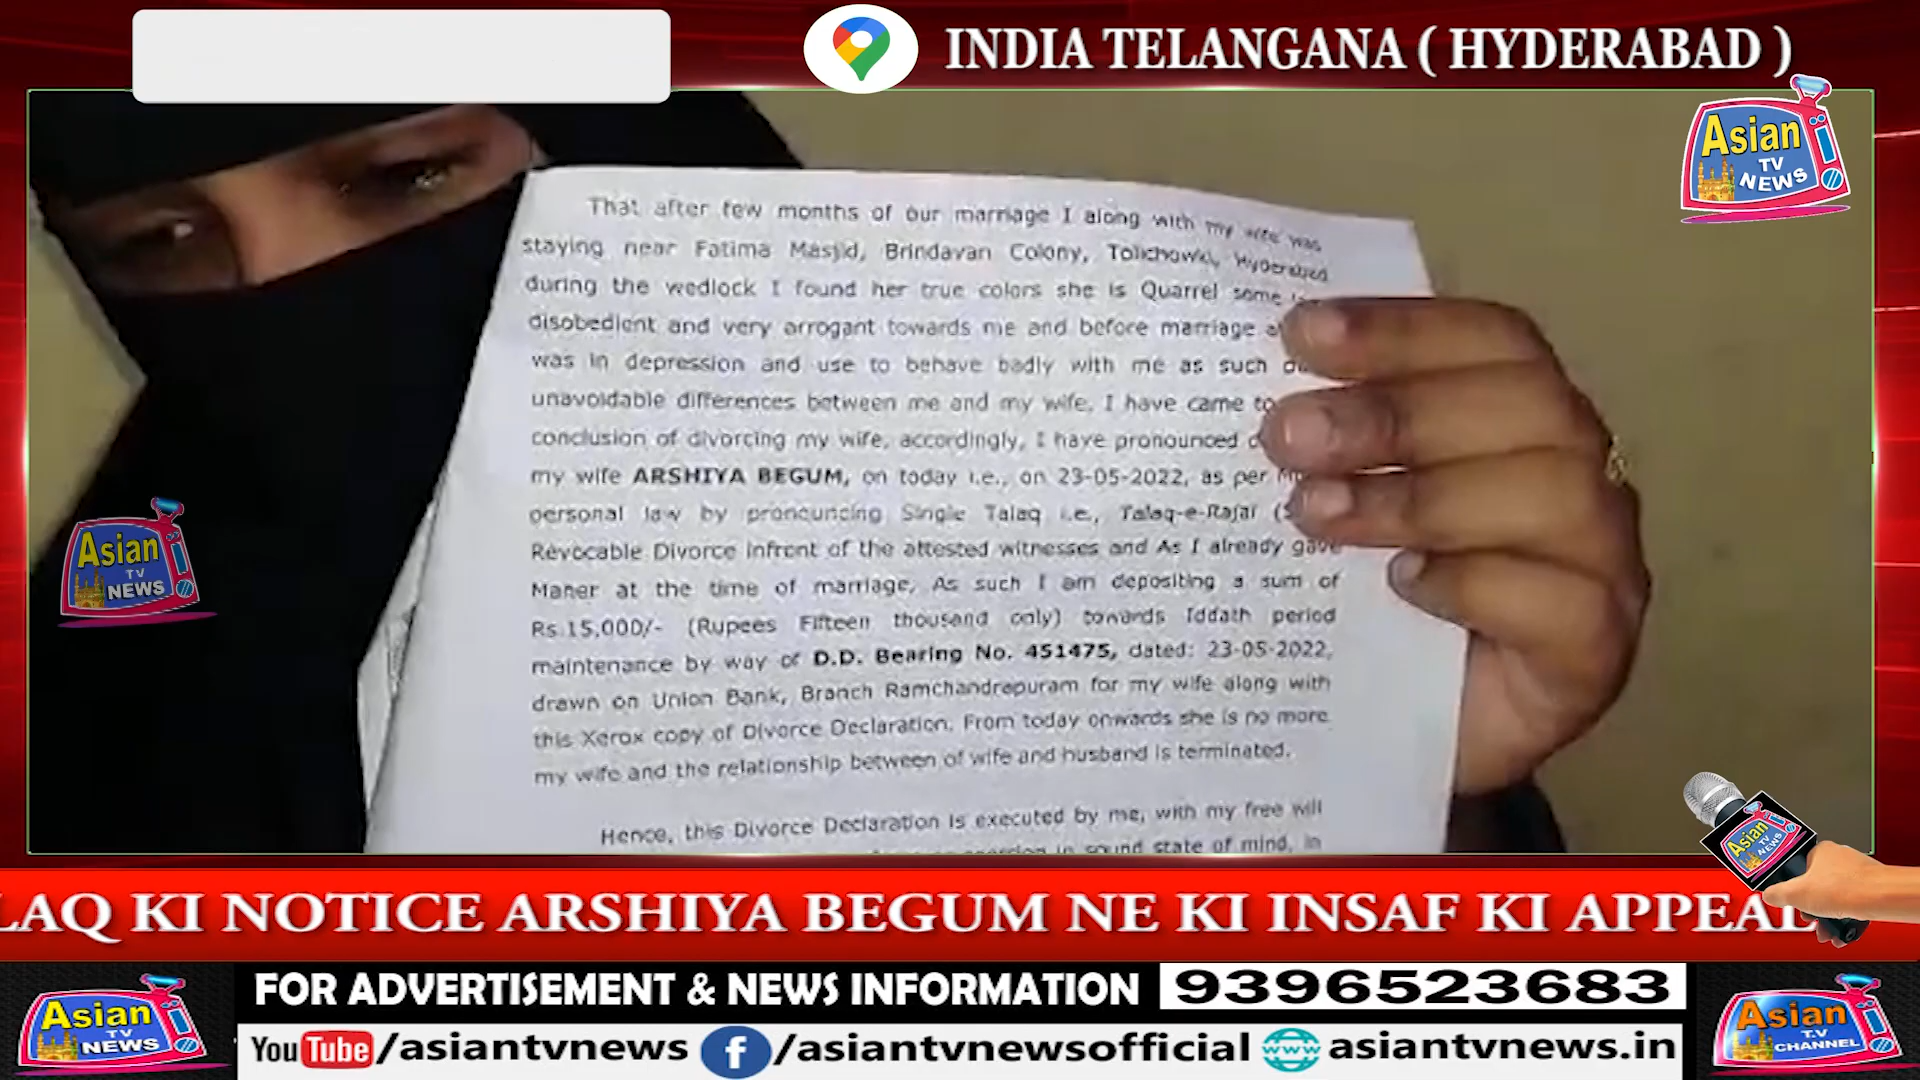 INDIA TELANGANA ( HYDERABAD )
Asian
TV
NEWS
That after few months of our marriage I along with my wife was
staying near Fatima Masjid, Brindavan Colony, Tolichowki, Hyderabad
during the wedlock I found her true colors she is Quarrel some
disobedient and very arrogant towards me and before marriage
was in depression and use to behave badly with me as such
unavoidable differences between me and my wife, I have came to
conclusion of divorcing my wife, accordingly, I have pronounced
my wife ARSHIYA BEGUM, on today i.e., on 23-05-2022, as per
personal law by pronouncing Single Talaq i.e., Talaq-e-Rajai
Revocable Divorce infront of the attested witnesses and As I already gave
Maher at the time of marriage, As such I am depositing a sum of
Rs.15,000/- (Rupees Fifteen thousand only) towards Iddath period
maintenance by way of D.D. Bearing No. 451475, dated: 23-05-2022,
drawn on Union Bank, Branch Ramchandrapuram for my wife along with
this Xerox copy of Divorce Declaration. From today onwards she is no more
my wife and the relationship between of wife and husband is terminated.
Hence, this Divorce Declaration is executed by me, with my free will
in sound state of mind, in
Asian
TV
NEWS
Asian
TV
NEWS
LAQ KI NOTICE ARSHIYA BEGUM NE KI INSAF KI APPEAL
Asian
TV
NEWS
FOR ADVERTISEMENT & NEWS INFORMATION 9396523683
YouTube/asiantvnews f/asiantvnewsofficial www asiantvnews.in
Asian
T.V
CHANNEL